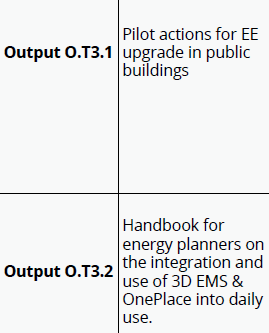 Output O.T3.1
Pilot actions for EE
upgrade in public
buildings
Output O.T3.2
Handbook for
energy planners on
the integration and
use of 3D EMS &
OnePlace into daily
use.